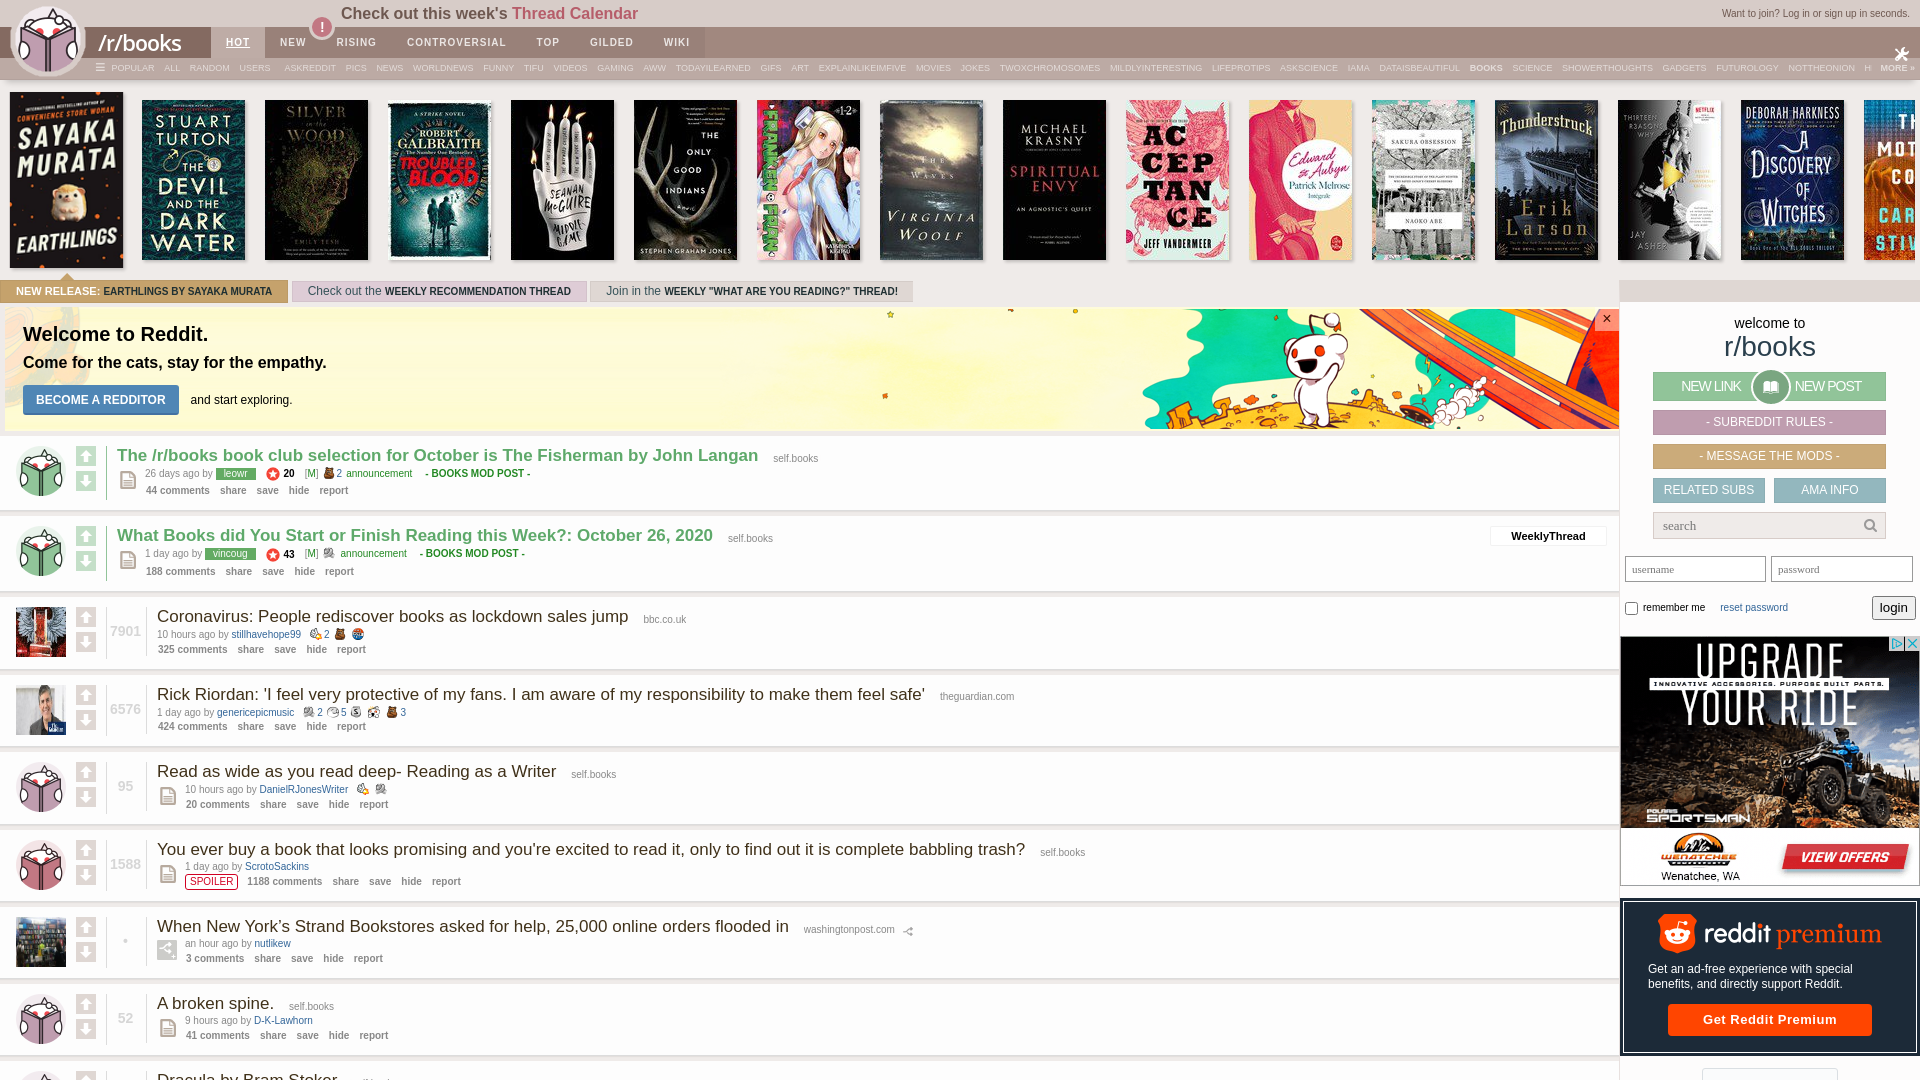 Check out this week's Thread Calendar
Want to join? Log in or sign up in seconds.
/r/books
HOT NEW ! RISING CONTROVERSIAL TOP GILDED WIKI
POPULAR ALL RANDOM USERS ASKREDDIT PICS NEWS WORLDNEWS FUNNY TIFU VIDEOS GAMING AWW TODAYILEARNED GIFS ART EXPLAINLIKEIMFIVE MOVIES JOKES TWOXCHROMOSOMES MILDLYINTERESTING LIFEPROTIPS ASKSCIENCE IAMA DATAISBEAUTIFUL BOOKS SCIENCE SHOWERTHOUGHTS GADGETS FUTUROLOGY NOTTHEONION H MORE »
CONVENIENCE STORE WOMAN
SAYAKA
MURATA
EARTHLINGS
STUART
TURTON
THE
DEVIL
AND THE
DARK
WATER
SILVER
in the
WOOD
EMILY TESH
A STRIKE NOVEL
ROBERT
GALBRAITH
The Number One Bestseller
TROUBLED
BLOOD
SEANAN
McGUIRE
MIDDLEGAME
THE
ONLY
GOOD
INDIANS
STEPHEN GRAHAM JONES
1-2
FRANKEN FRAN
THE
WAVES
VIRGINIA
WOOLF
MICHAEL
KRASNY
SPIRITUAL
ENVY
AN AGNOSTIC'S QUEST
AC
CEP
TAN
CE
JEFF VANDERMEER
Edward
St Aubyn
Patrick Melrose
Intégrale
SAKURA OBSESSION
NAOKO ABE
Thunderstruck
Erik
Larson
NETFLIX
THIRTEEN
R3ASONS
WHY
JAY
ASHER
DEBORAH HARKNESS
A
DISCOVERY
OF
WITCHES
NEW RELEASE: EARTHLINGS BY SAYAKA MURATA
Check out the WEEKLY RECOMMENDATION THREAD
Join in the WEEKLY "WHAT ARE YOU READING?" THREAD!
Welcome to Reddit.
Come for the cats, stay for the empathy.
BECOME A REDDITOR and start exploring.
×
The /r/books book club selection for October is The Fisherman by John Langan self.books
26 days ago by leowr 20 [M] 2 announcement - BOOKS MOD POST -
44 comments share save hide report
What Books did You Start or Finish Reading this Week?: October 26, 2020 self.books
WeeklyThread
1 day ago by vincoug 43 [M] announcement - BOOKS MOD POST -
188 comments share save hide report
7901
Coronavirus: People rediscover books as lockdown sales jump bbc.co.uk
10 hours ago by stillhavehope99 2
325 comments share save hide report
6576
Rick Riordan: 'I feel very protective of my fans. I am aware of my responsibility to make them feel safe' theguardian.com
1 day ago by genericepicmusic 2 5 3
424 comments share save hide report
95
Read as wide as you read deep- Reading as a Writer self.books
10 hours ago by DanielRJonesWriter
20 comments share save hide report
1588
You ever buy a book that looks promising and you're excited to read it, only to find out it is complete babbling trash? self.books
1 day ago by ScrotoSackins
SPOILER 1188 comments share save hide report
•
When New York's Strand Bookstores asked for help, 25,000 online orders flooded in washingtonpost.com
an hour ago by nutlikew
3 comments share save hide report
52
A broken spine. self.books
9 hours ago by D-K-Lawhorn
41 comments share save hide report
Dracula by Bram Stoker
welcome to
r/books
NEW LINK NEW POST
- SUBREDDIT RULES -
- MESSAGE THE MODS -
RELATED SUBS AMA INFO
search
username password
remember me reset password login
UPGRADE
INNOVATIVE ACCESSORIES. PURPOSE BUILT PARTS.
YOUR RIDE
POLARIS
SPORTSMAN
WENATCHEE
Wenatchee, WA
VIEW OFFERS
reddit premium
Get an ad-free experience with special
benefits, and directly support Reddit.
Get Reddit Premium